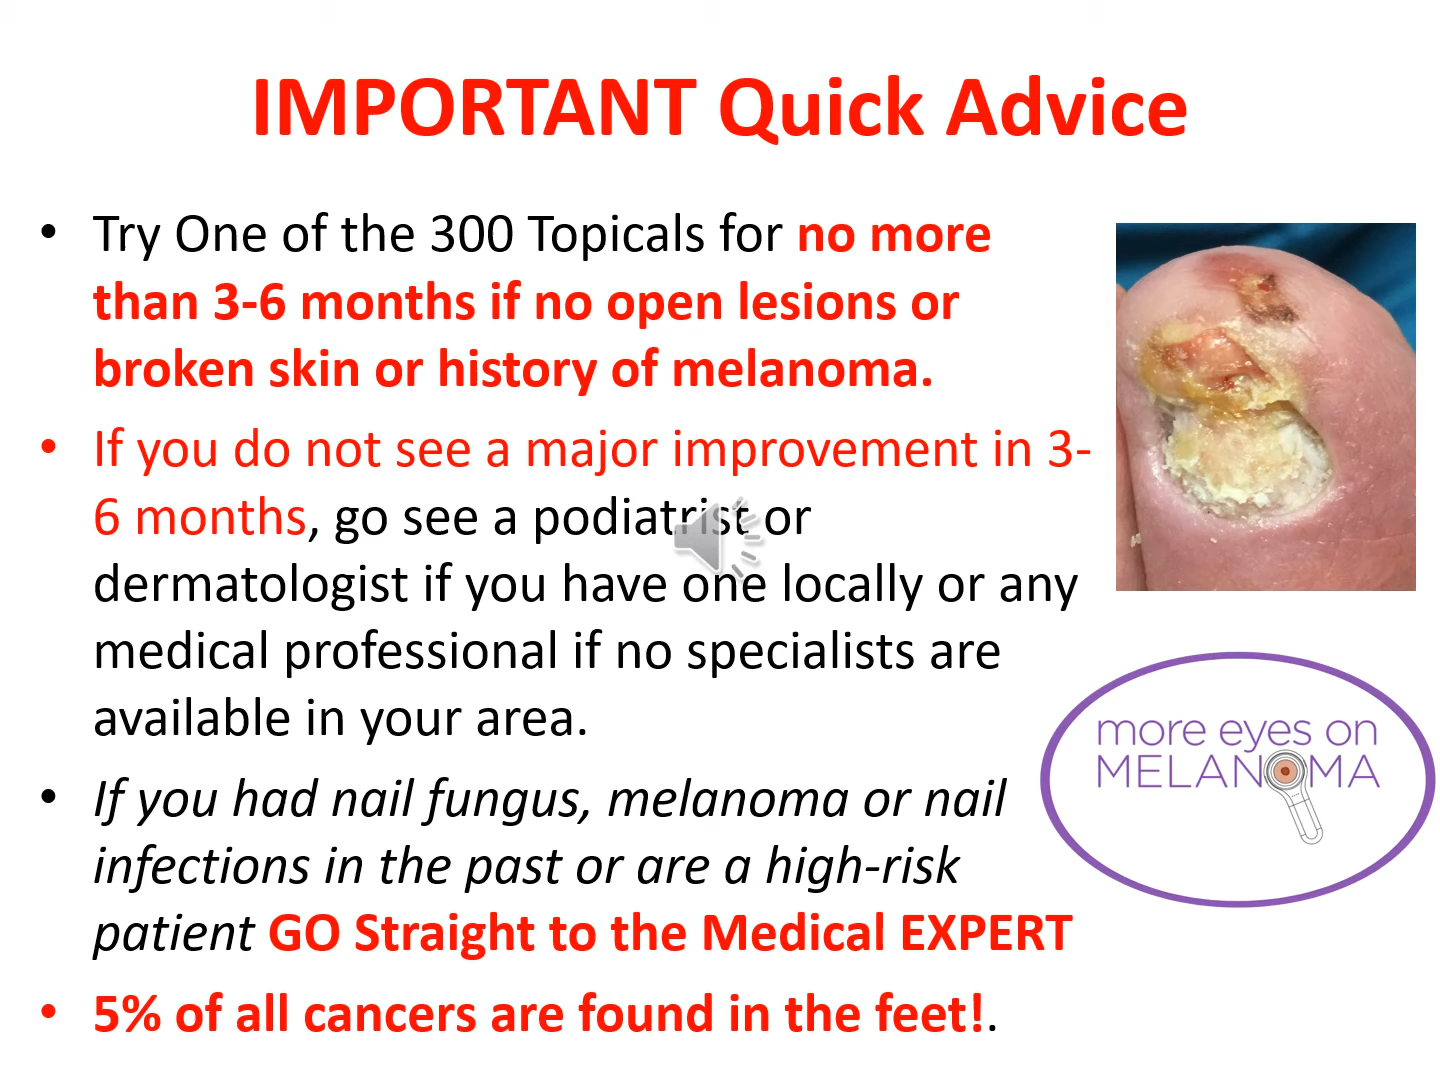 IMPORTANT Quick Advice
• Try One of the 300 Topicals for no more
than 3-6 months if no open lesions or
broken skin or history of melanoma.
• If you do not see a major improvement in 3-
6 months, go see a podiatrist or
dermatologist if you have one locally or any
medical professional if no specialists are
available in your area.
• If you had nail fungus, melanoma or nail
infections in the past or are a high-risk
patient GO Straight to the Medical EXPERT
• 5% of all cancers are found in the feet!.
more eyes on
MELANOMA